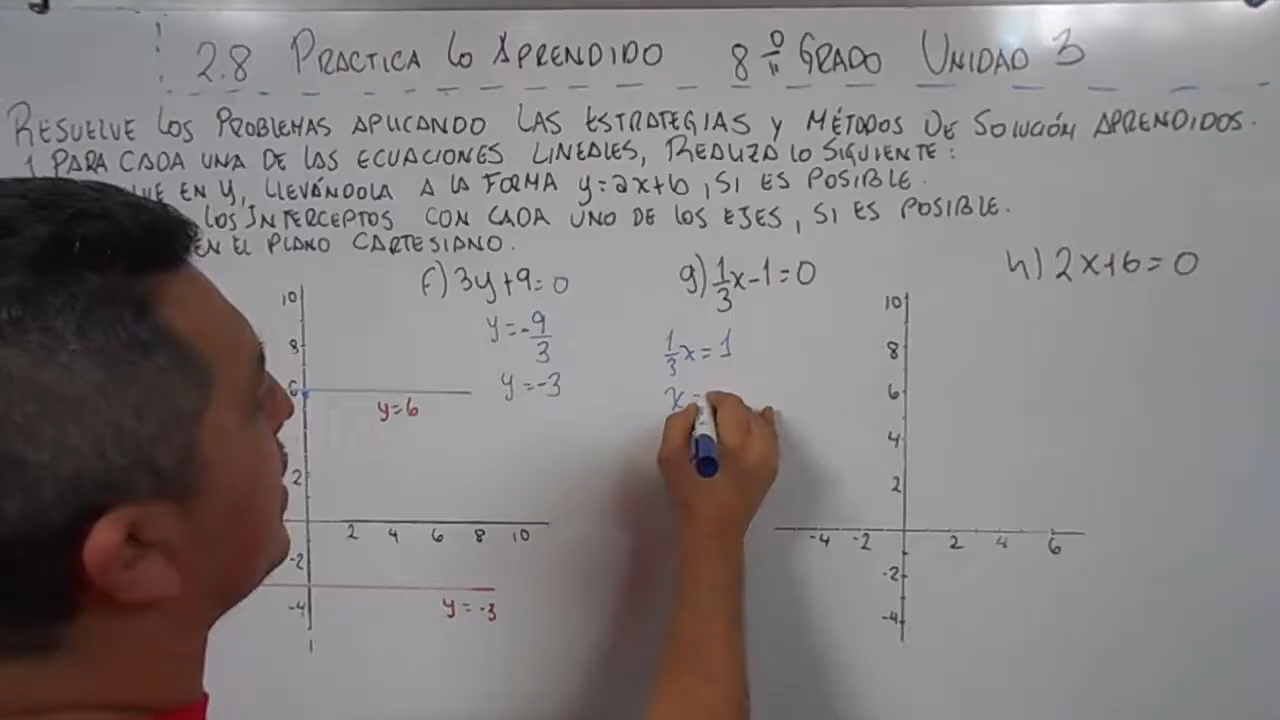 2.8 PRACTICA LO APRENDIDO 8º GRADO UNIDAD 3
RESUELVE LOS PROBLEMAS APLICANDO LAS ESTRATEGIAS Y MÉTODOS DE SOLUCIÓN APRENDIDOS.
1. PARA CADA UNA DE LAS ECUACIONES LINEALES, REALIZA LO SIGUIENTE:
EN Y, LLEVÁNDOLA A LA FORMA y=ax+b, SI ES POSIBLE.
LOS INTERCEPTOS CON CADA UNO DE LOS EJES, SI ES POSIBLE.
EN EL PLANO CARTESIANO.
f) 3y+9=0
y=-9/3
y=-3
g) 1/3x-1=0
1/3x=1
x=
h) 2x+6=0
10
8
6
2
-2
-4
2 4 6 8 10
y=6
y=-3
10
8
6
4
2
-2
-4
-4 -2 2 4 6